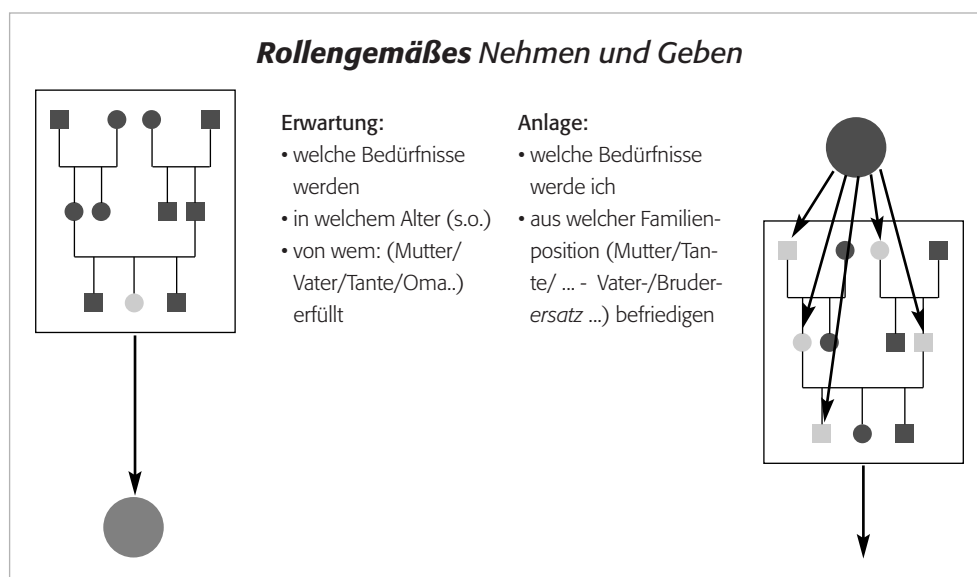 Rollengemäßes Nehmen und Geben
Erwartung:
• welche Bedürfnisse
werden
• in welchem Alter (s.o.)
• von wem: (Mutter/
Vater/Tante/Oma..)
erfüllt
Anlage:
• welche Bedürfnisse
werde ich
• aus welcher Familien-
position (Mutter/Tan-
te/ ... - Vater-/Bruder-
ersatz ...) befriedigen